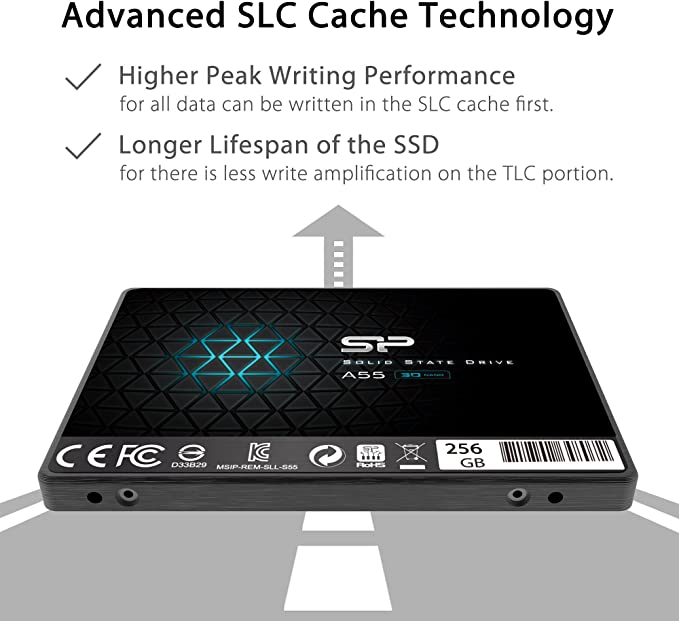 Advanced SLC Cache Technology
Higher Peak Writing Performance
for all data can be written in the SLC cache first.
Longer Lifespan of the SSD
for there is less write amplification on the TLC portion.
SP
SOLID STATE DRIVE
A55 3D NAND
CE FC D33B29 MSIP-REM-SLL-S55 SP RoHS 256 GB